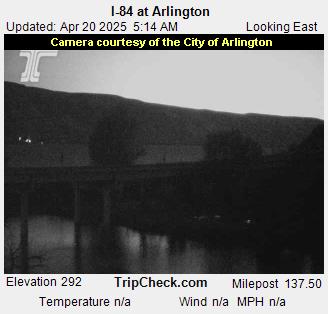 I-84 at Arlington
Updated: Apr 20 2025 5:14 AM Looking East
Camera courtesy of the City of Arlington
Elevation 292 TripCheck.com Milepost 137.50
Temperature n/a Wind n/a MPH n/a